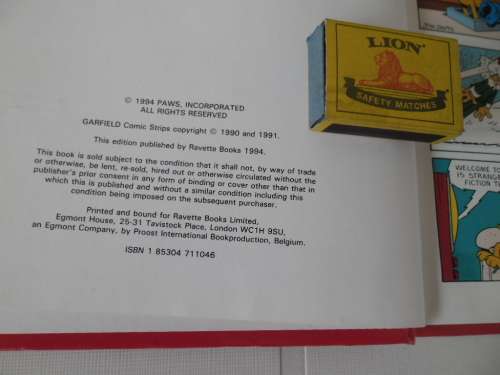 © 1994 PAWS, INCORPORATED
ALL RIGHTS RESERVED
GARFIELD Comic Strips copyright © 1990 and 1991.
This edition published by Ravette Books 1994.
This book is sold subject to the condition that it shall not, by way of trade
or otherwise, be lent, re-sold, hired out or otherwise circulated without the
publisher's prior consent in any form of binding or cover other than that in
which this is published and without a similar condition including this
condition being imposed on the subsequent purchaser.
Printed and bound for Ravette Books Limited,
Egmont House, 25-31 Tavistock Place, London WC1H 9SU,
an Egmont Company, by Proost International Bookproduction, Belgium.
ISBN 1 85304 711046
LION
SAFETY MATCHES
JIM DAVIS
WELCOME TO
IS STRANGE
FICTION T